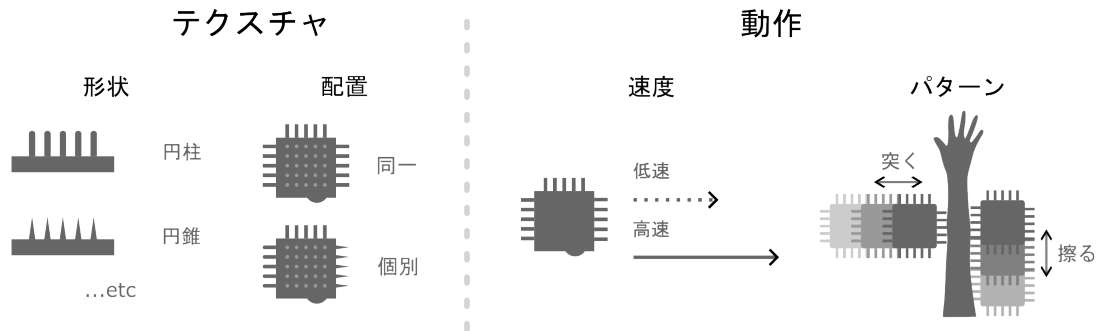 テクスチャ
動作
形状
配置
速度
パターン
円柱
同一
円錐
個別
...etc
低速
高速
突く
擦る